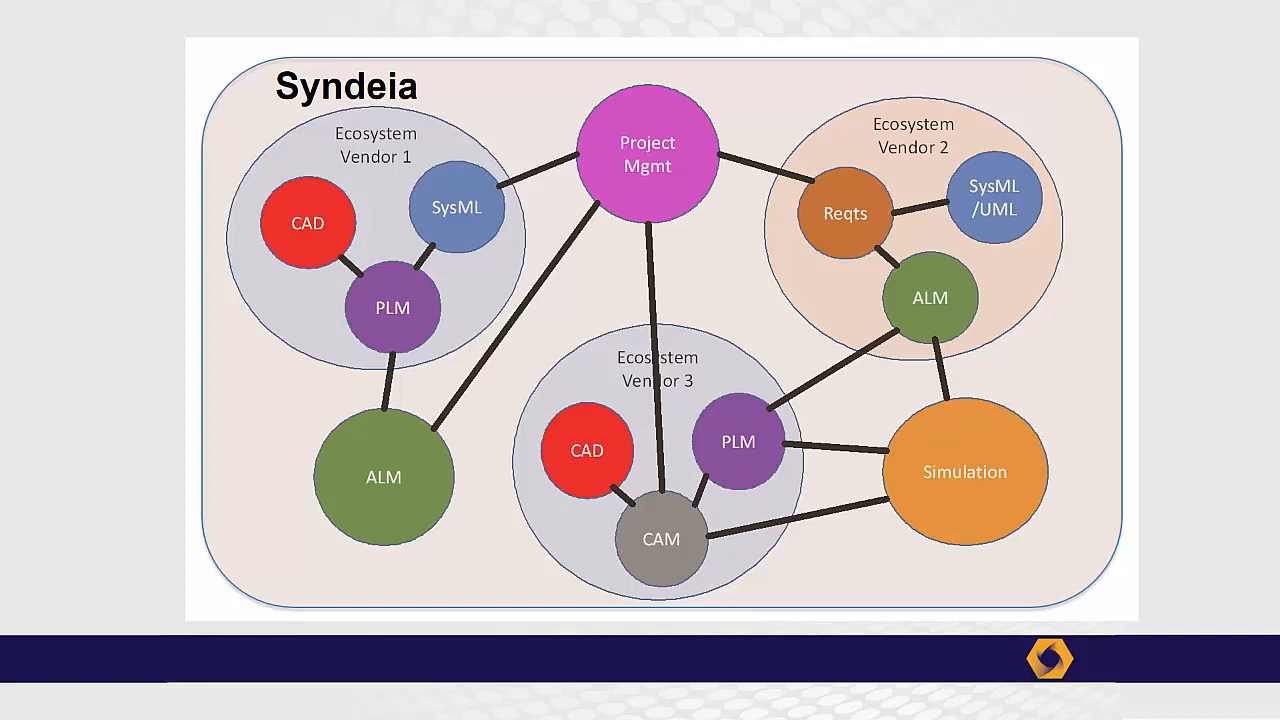 Syndeia
Ecosystem
Vendor 1
CAD
SysML
PLM
ALM
Project
Mgmt
Ecosystem
Vendor 2
Reqts
SysML
/UML
ALM
Ecosystem
Vendor 3
CAD
PLM
CAM
Simulation